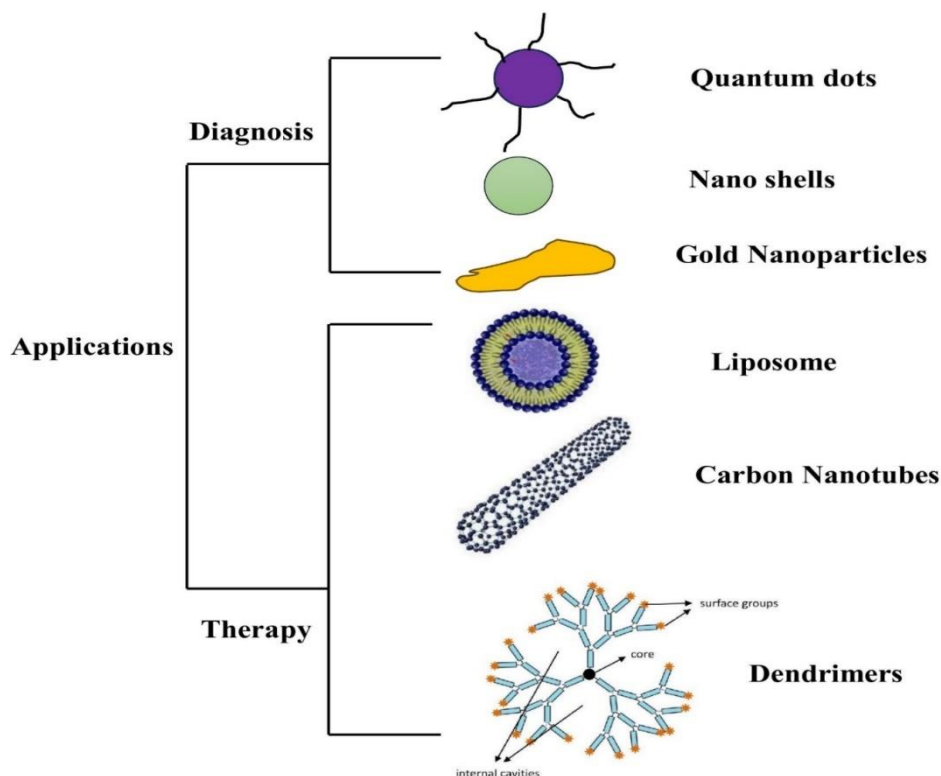 Quantum dots
Diagnosis
Nano shells
Gold Nanoparticles
Applications
Liposome
Carbon Nanotubes
Therapy
surface groups
core
Dendrimers
internal cavities